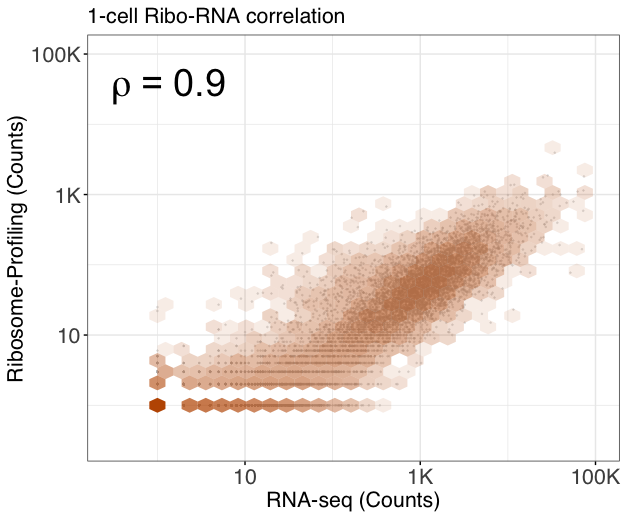 1-cell Ribo-RNA correlation
100K
ρ = 0.9
Ribosome-Profiling (Counts)
1K
10
10
1K
100K
RNA-seq (Counts)